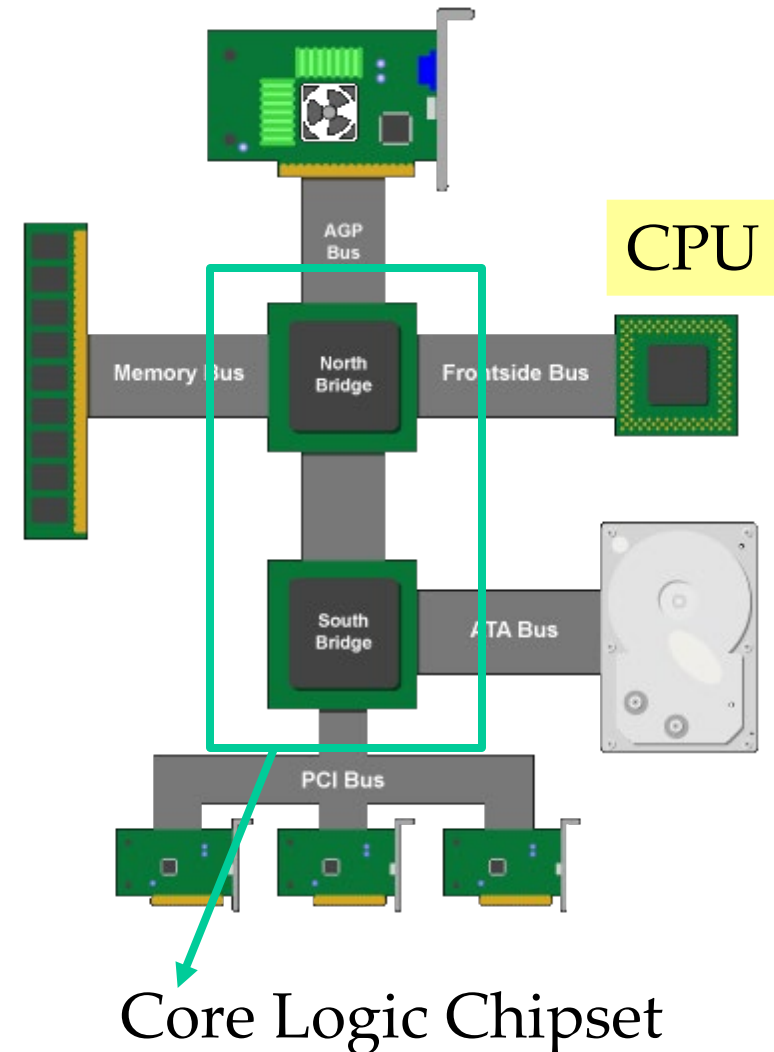 AGP
Bus
CPU
Memory Bus
North
Bridge
Frontside Bus
South
Bridge
ATA Bus
PCI Bus
Core Logic Chipset